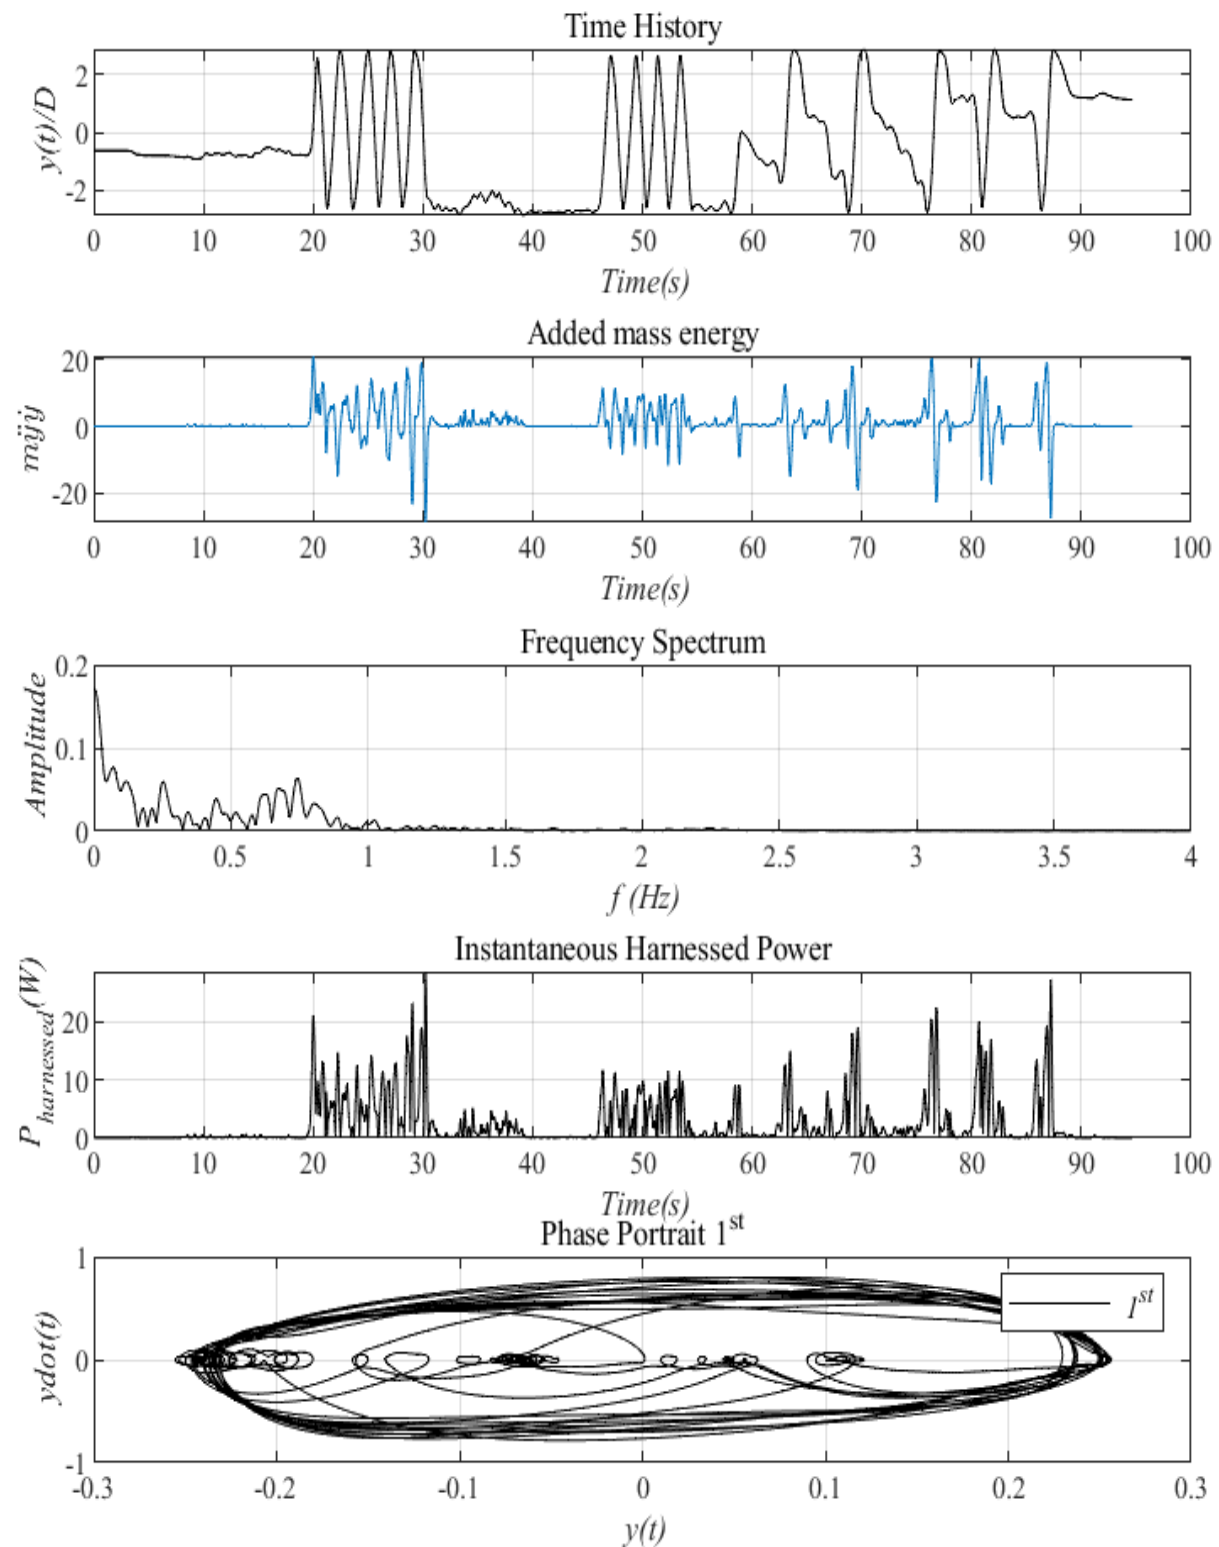 Time History
y(t)/D
2
0
-2
0 10 20 30 40 50 60 70 80 90 100
Time(s)
Added mass energy
mÿẏ
20
0
-20
0 10 20 30 40 50 60 70 80 90 100
Time(s)
Frequency Spectrum
Amplitude
0.2
0.1
0
0 0.5 1 1.5 2 2.5 3 3.5 4
f (Hz)
Instantaneous Harnessed Power
P harnessed (W)
20
10
0
0 10 20 30 40 50 60 70 80 90 100
Time(s)
Phase Portrait 1st
ydot(t)
1
0
-1
1st
-0.3 -0.2 -0.1 0 0.1 0.2 0.3
y(t)